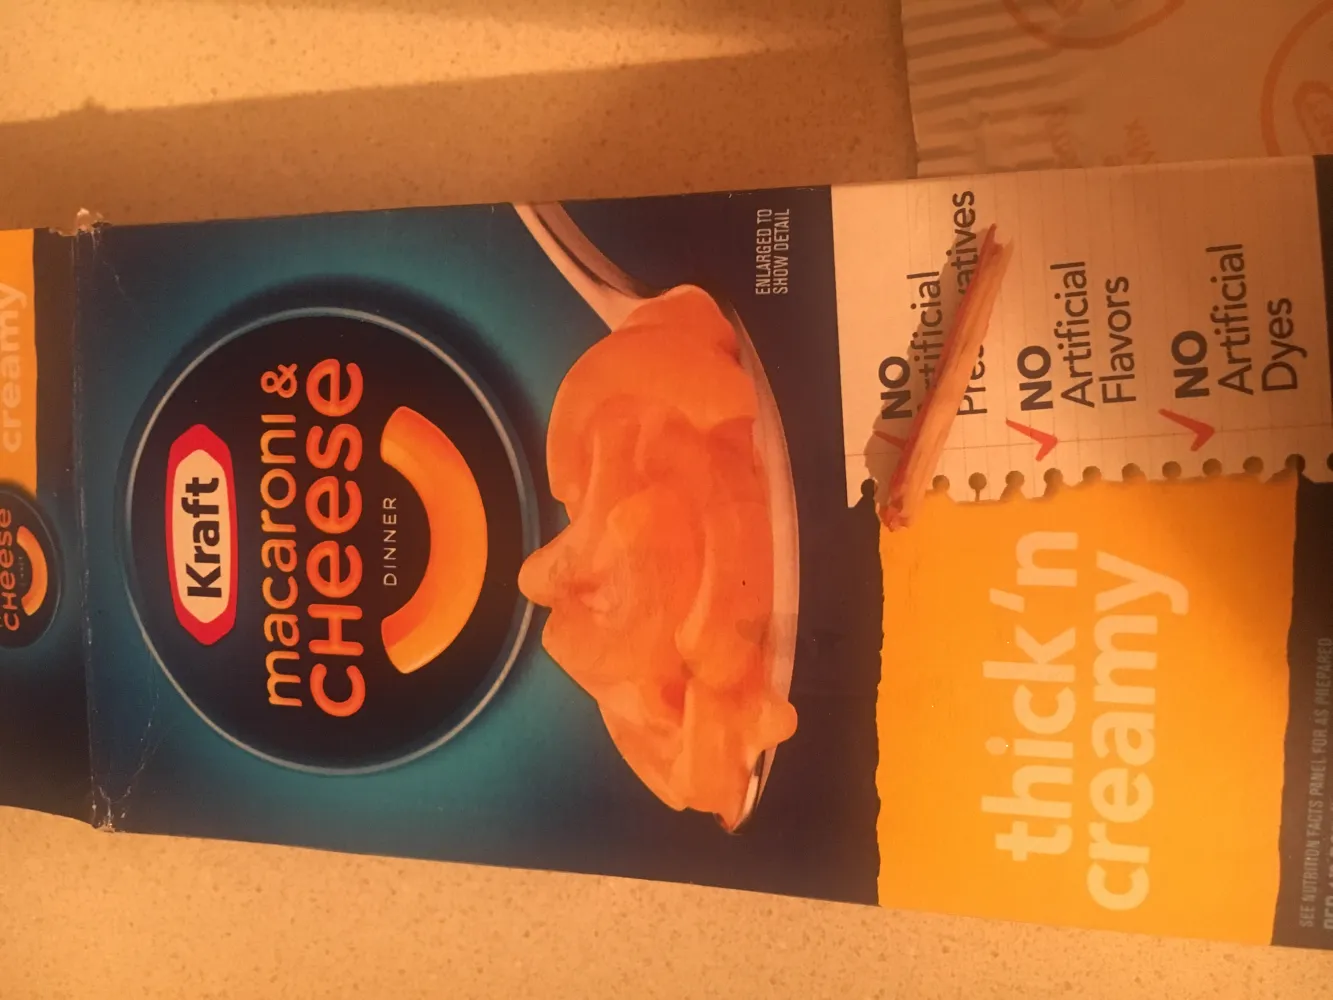 Kraft
macaroni &
CHeese
DINNER
ENLARGED TO
SHOW DETAIL
NO
Artificial
NO
Artificial
Flavors
NO
Artificial
Dyes
thick'n
creamy
SEE NUTRITION FACTS PANEL FOR AS PREPARED
creamy
CHeese